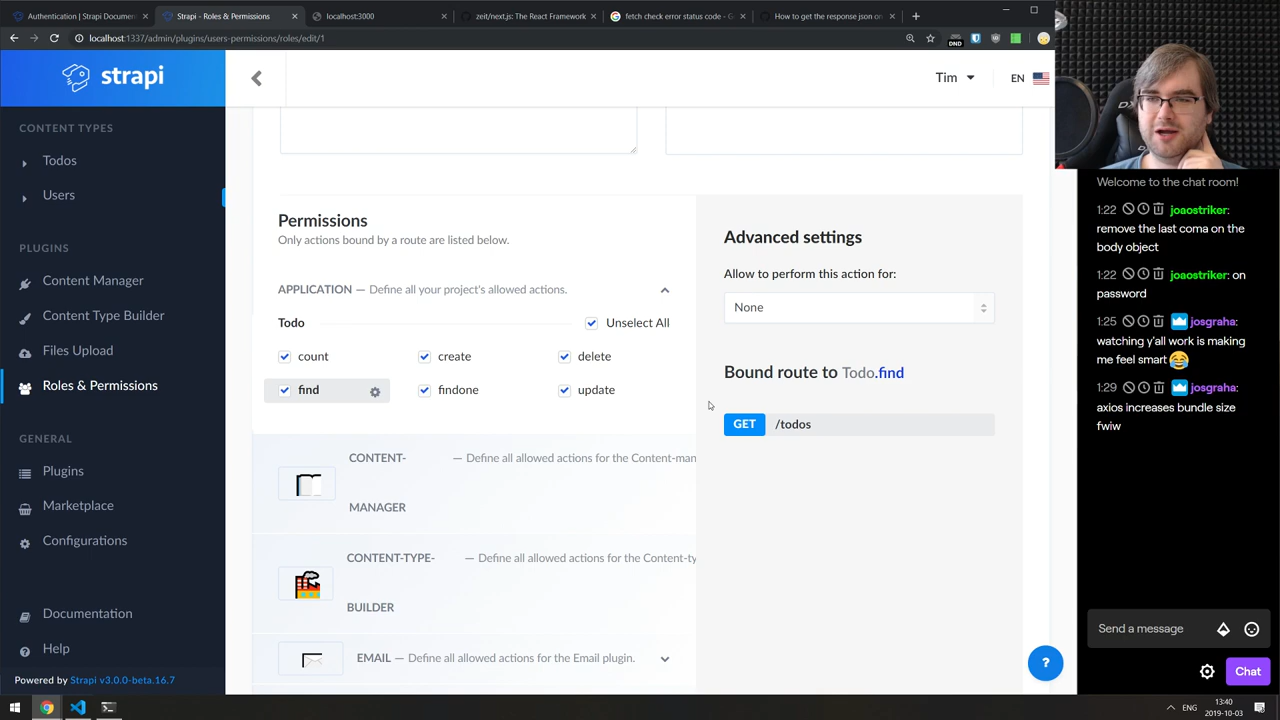 Authentication | Strapi Documen
Strapi - Roles & Permissions
localhost:3000
zeit/next.js: The React Framework
fetch check error status code - G
How to get the response json on
localhost:1337/admin/plugins/users-permissions/roles/edit/1
DND
strapi
Tim
EN
CONTENT TYPES
Todos
Users
PLUGINS
Content Manager
Content Type Builder
Files Upload
Roles & Permissions
GENERAL
Plugins
Marketplace
Configurations
Documentation
Help
Powered by Strapi v3.0.0-beta.16.7
Permissions
Only actions bound by a route are listed below.
APPLICATION — Define all your project's allowed actions.
Todo
Unselect All
count
create
delete
find
findone
update
CONTENT-
MANAGER
— Define all allowed actions for the Content-man
CONTENT-TYPE-
BUILDER
— Define all allowed actions for the Content-ty
EMAIL — Define all allowed actions for the Email plugin.
Advanced settings
Allow to perform this action for:
None
Bound route to Todo.find
GET /todos
?
Welcome to the chat room!
1:22 joaostriker:
remove the last coma on the
body object
1:22 joaostriker: on
password
1:25 josgraha:
watching y'all work is making
me feel smart
1:29 josgraha:
axios increases bundle size
fwiw
Send a message
Chat
ENG
13:40
2019-10-03